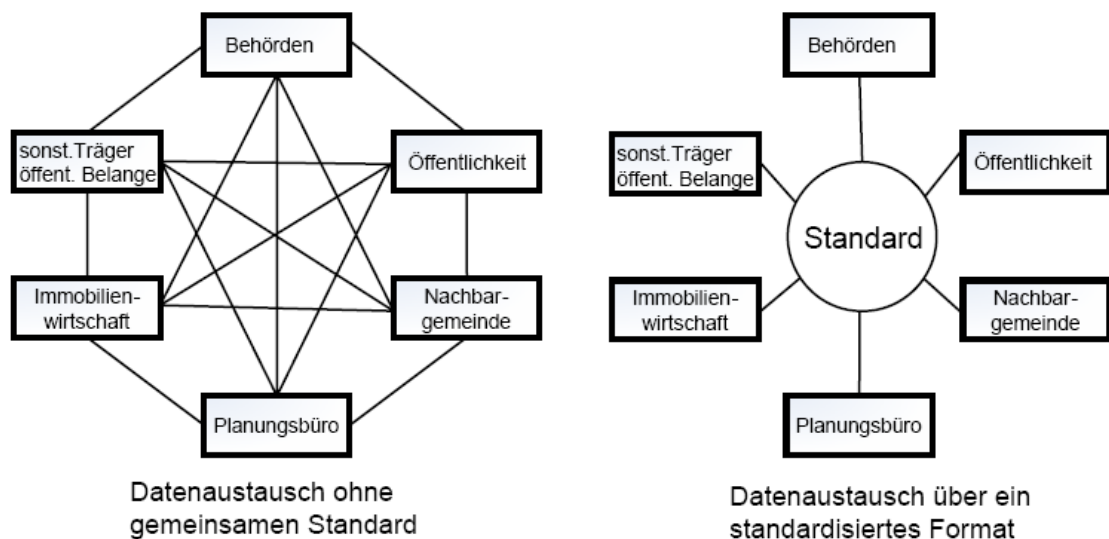 Behörden
sonst.Träger
öffent. Belange
Öffentlichkeit
Immobilien-
wirtschaft
Nachbar-
gemeinde
Planungsbüro
Datenaustausch ohne
gemeinsamen Standard
Behörden
sonst.Träger
öffent. Belange
Öffentlichkeit
Standard
Immobilien-
wirtschaft
Nachbar-
gemeinde
Planungsbüro
Datenaustausch über ein
standardisiertes Format